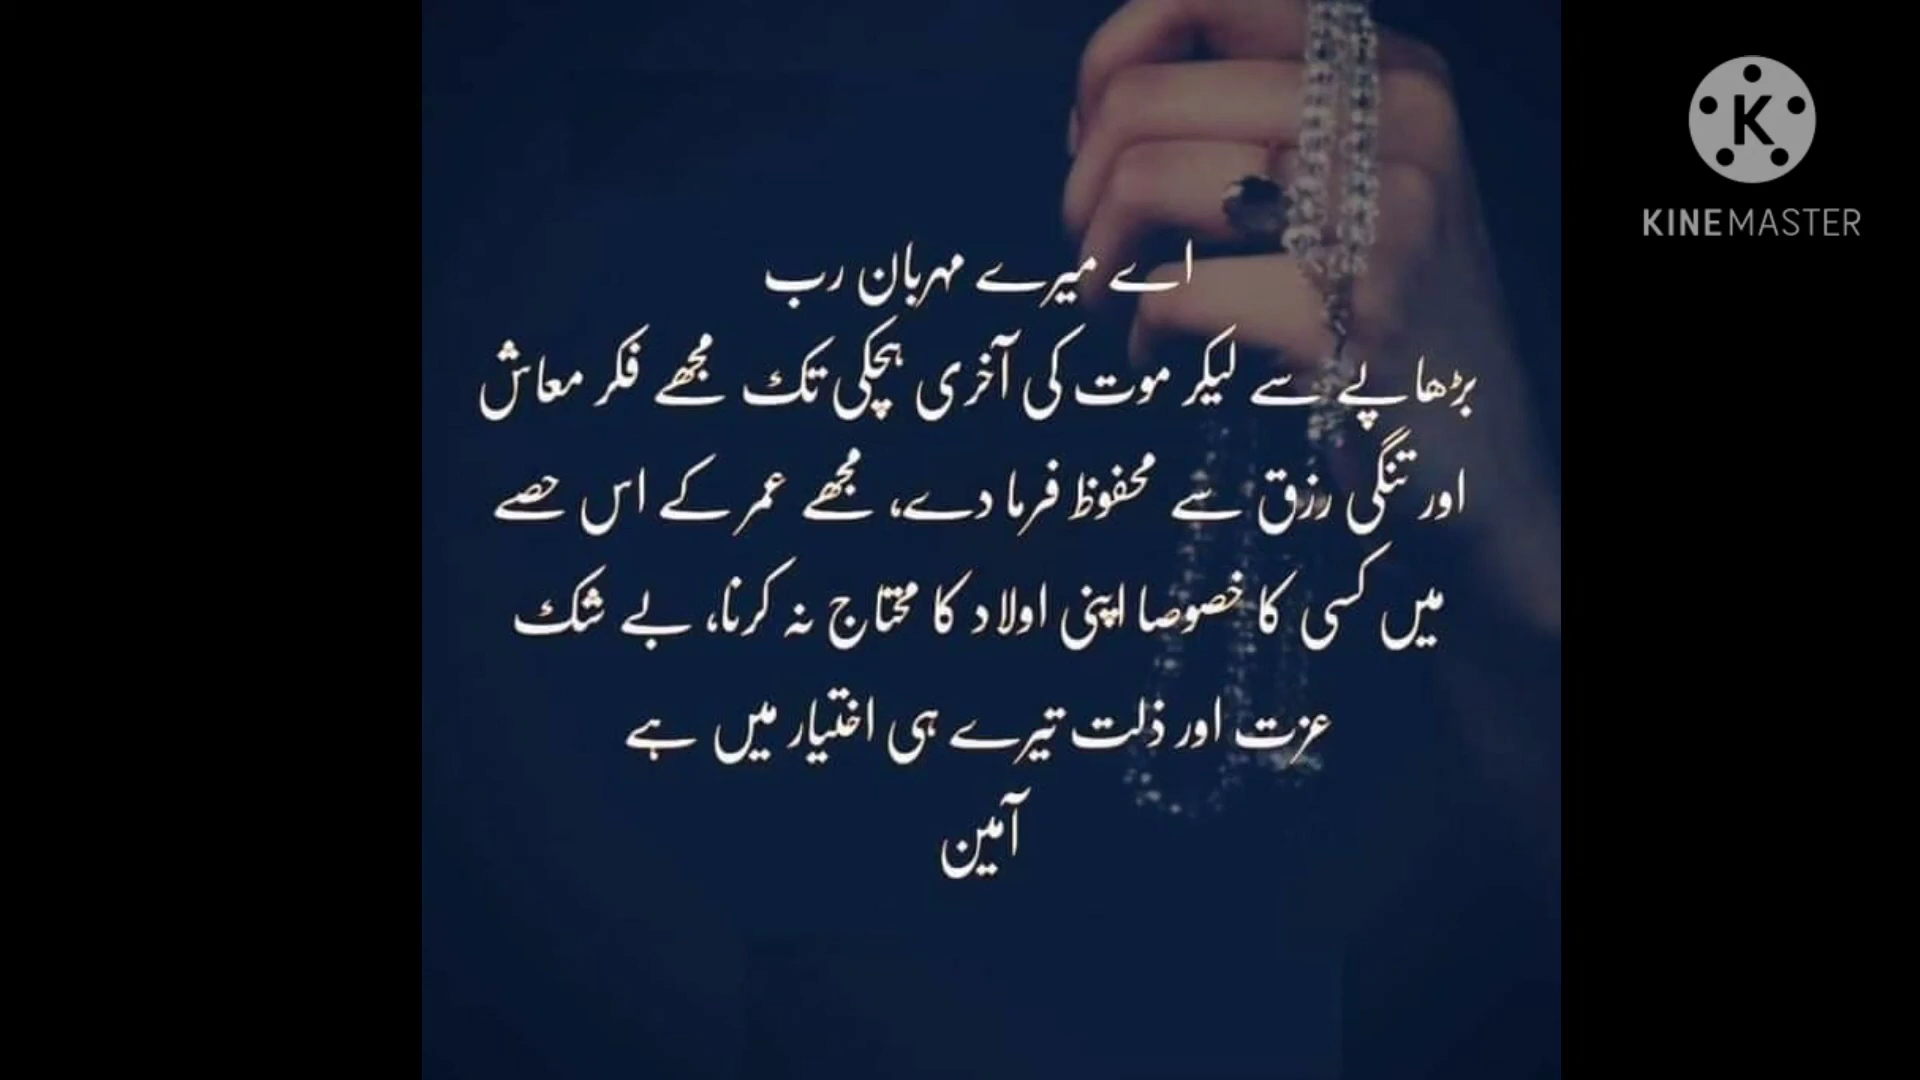 اے میرے مہربان رب
بڑھاپے سے لیکر موت کی آخری ہچکی تک مجھے فکر معاش
اور تنگی رزق سے محفوظ فرما دے، مجھے عمر کے اس حصے
میں کسی کا خصوصا اپنی اولاد کا محتاج نہ کرنا، بے شک
عزت اور ذلت تیرے ہی اختیار میں ہے
آمین
K
KINEMASTER